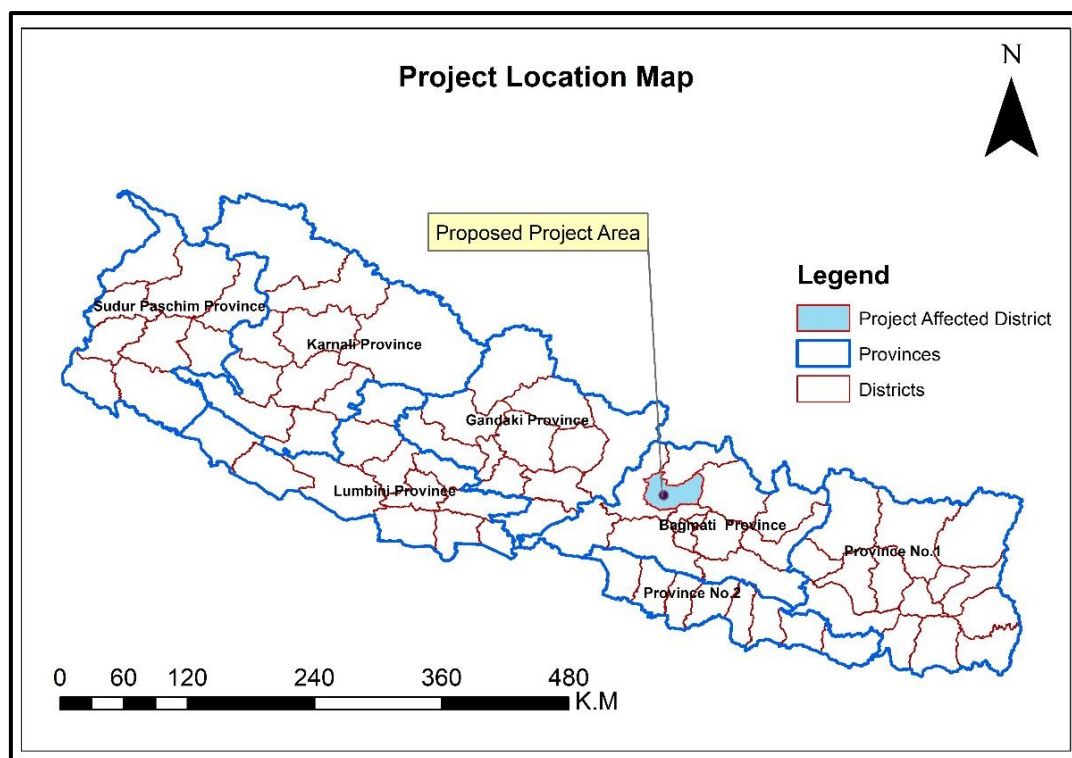 Project Location Map
N
Proposed Project Area
Legend
Project Affected District
Provinces
Districts
Sudur Paschim Province
Karnali Province
Gandaki Province
Lumbini Province
Bagmati Province
Province No.1
Province No.2
0 60 120 240 360 480
K.M